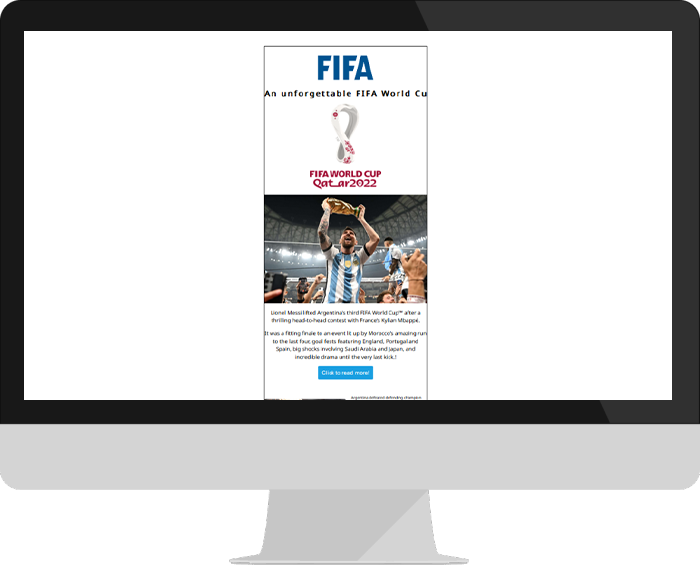 FIFA
An unforgettable FIFA World Cu
FIFA WORLD CUP
Qatar2022
Lionel Messi lifted Argentina's third FIFA World Cup™ after a
thrilling head-to-head contest with France's Kylian Mbappé.
It was a fitting finale to an event lit up by Morocco's amazing run
to the last four, goal fests featuring England, Portugal and
Spain, big shocks involving Saudi Arabia and Japan, and
incredible drama until the very last kick.!
Click to read more!
Argentina defeated defending champion